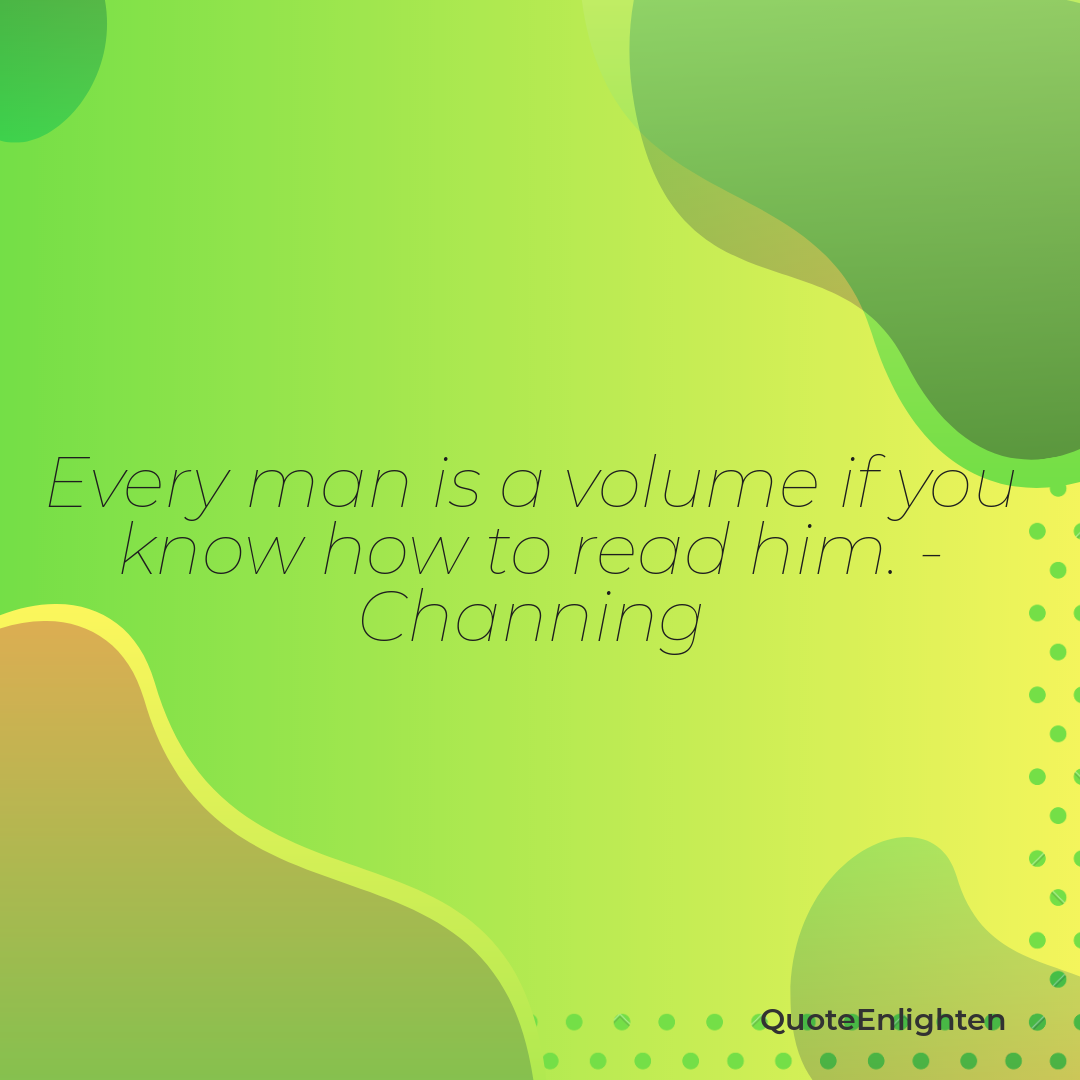 Every man is a volume if you
know how to read him. -
Channing
QuoteEnlighten